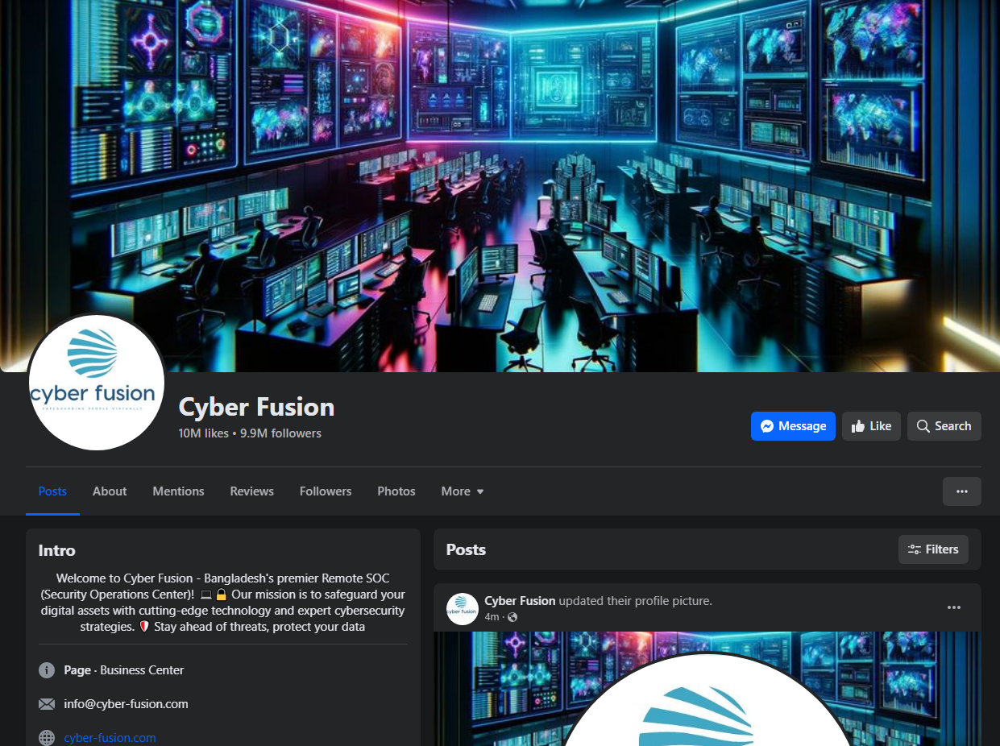 cyber fusion
SAFEGUARDING PEOPLE VIRTUALLY
Cyber Fusion
10M likes • 9.9M followers
Message
Like
Search
Posts
About
Mentions
Reviews
Followers
Photos
More
Intro
Welcome to Cyber Fusion - Bangladesh's premier Remote SOC
(Security Operations Center)! 💻🔒 Our mission is to safeguard your
digital assets with cutting-edge technology and expert cybersecurity
strategies. 🛡️ Stay ahead of threats, protect your data
Page · Business Center
info@cyber-fusion.com
cyber-fusion.com
Posts
Filters
cyber fusion
Cyber Fusion updated their profile picture.
4m ·